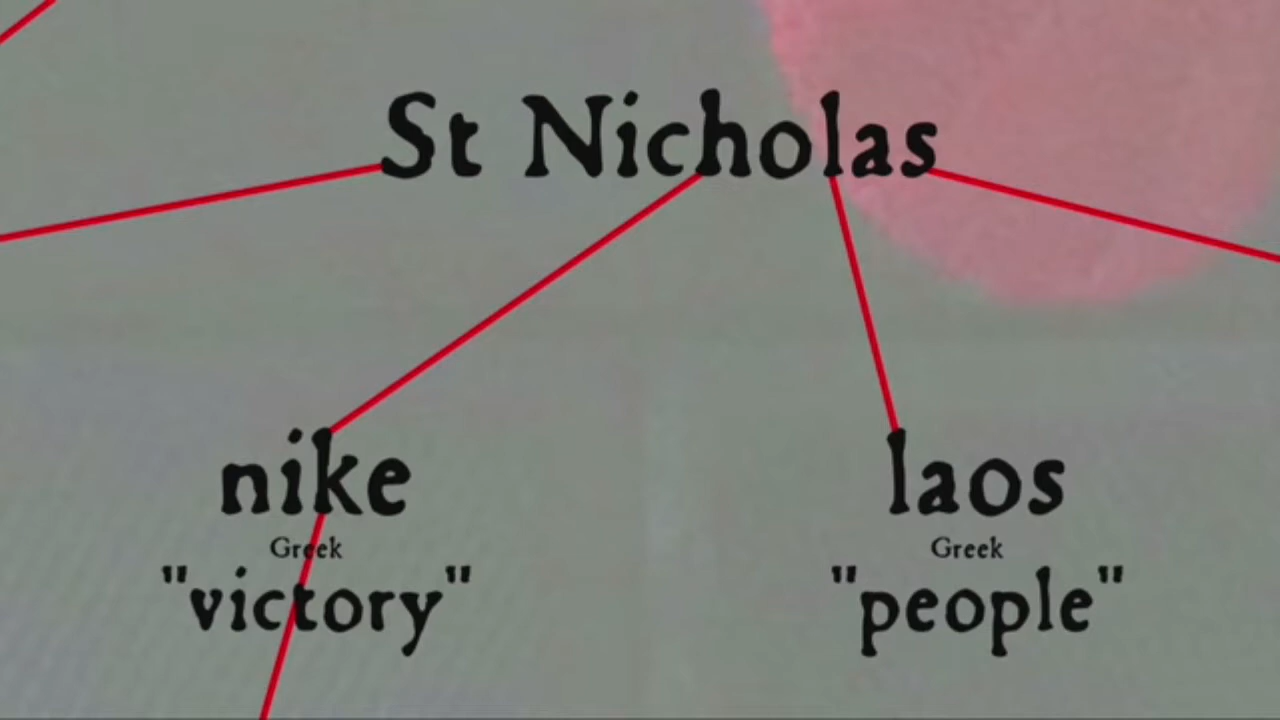 St Nicholas
nike
Greek
"victory"
laos
Greek
"people"